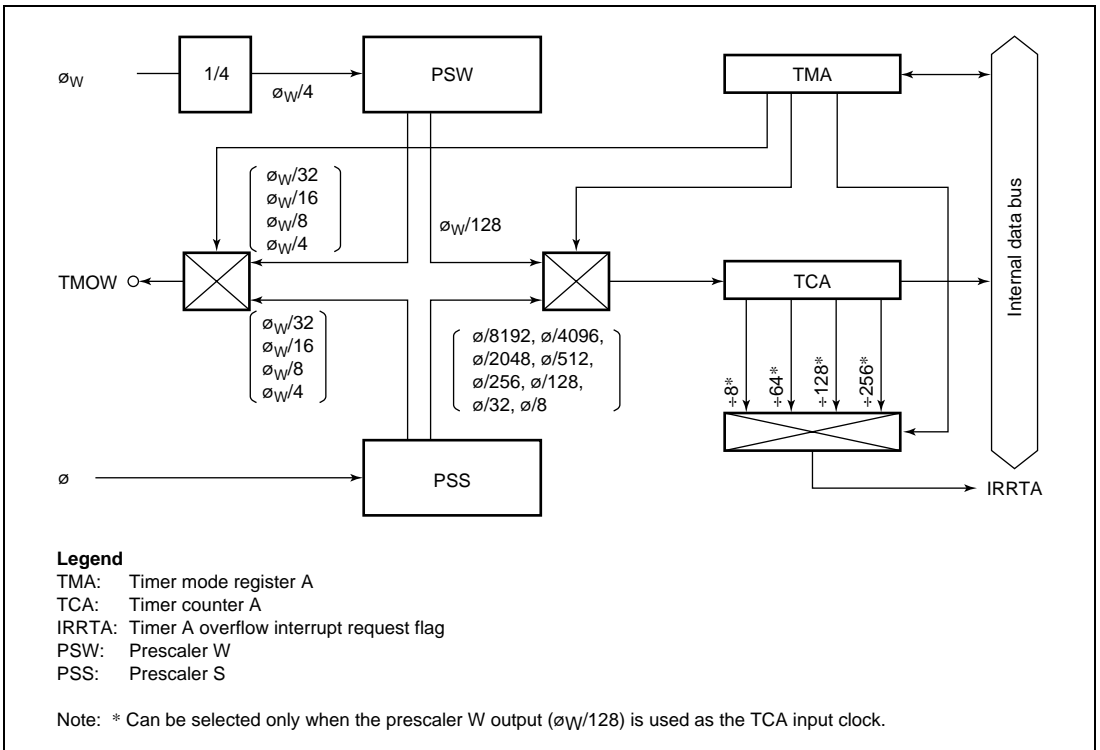 øW
1/4
øW/4
PSW
TMA
øW/32
øW/16
øW/8
øW/4
øW/128
TMOW
TCA
Internal data bus
øW/32
øW/16
øW/8
øW/4
ø/8192, ø/4096,
ø/2048, ø/512,
ø/256, ø/128,
ø/32, ø/8
÷8*
÷64*
÷128*
÷256*
ø
PSS
IRRTA
Legend
TMA: Timer mode register A
TCA: Timer counter A
IRRTA: Timer A overflow interrupt request flag
PSW: Prescaler W
PSS: Prescaler S
Note: * Can be selected only when the prescaler W output (øW/128) is used as the TCA input clock.